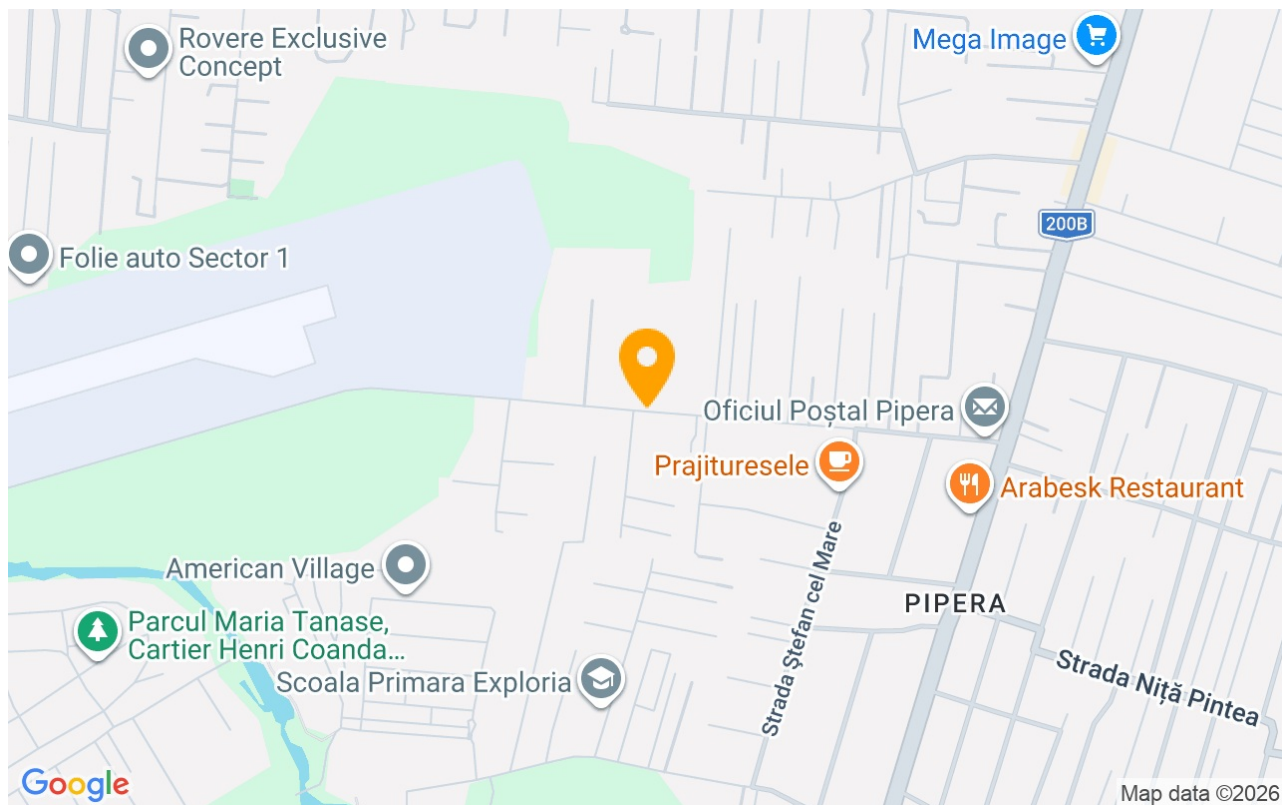 Rovere Exclusive
Concept
Mega Image
200B
Folie auto Sector 1
Oficiul Poștal Pipera
Prajituresele
Arabesk Restaurant
American Village
PIPERA
Parcul Maria Tanase,
Cartier Henri Coanda...
Scoala Primara Exploria
Strada Ștefan cel Mare
Strada Niță Pintea
Google
Map data ©2026